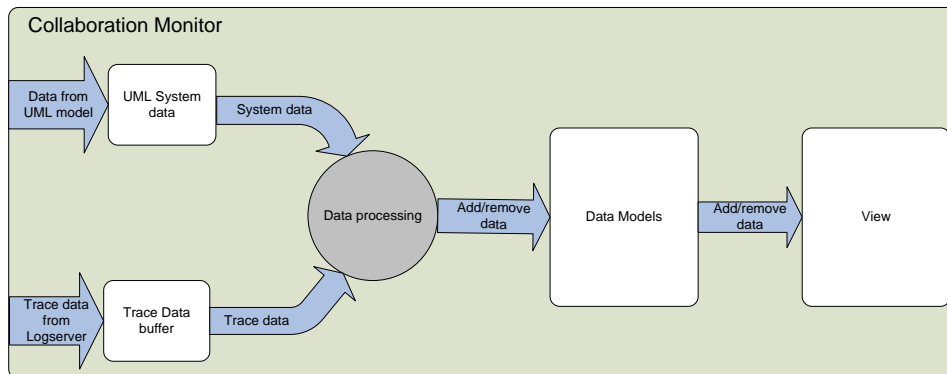 Collaboration Monitor
Data from
UML model
UML System
data
System data
Data processing
Add/remove
data
Data Models
Add/remove
data
View
Trace data
from
Logserver
Trace Data
buffer
Trace data